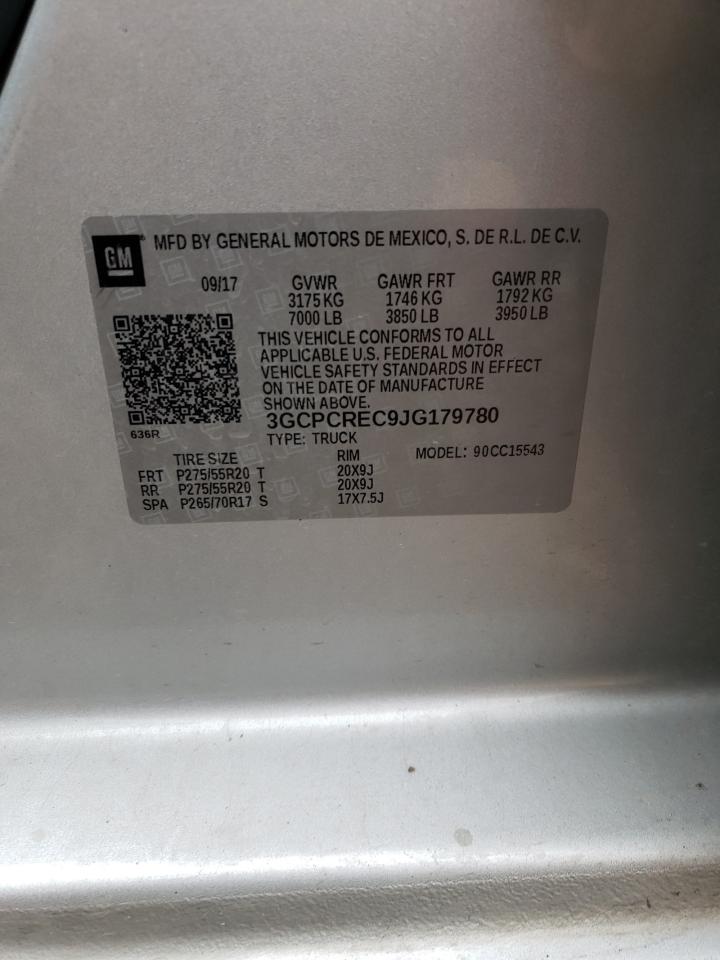 GM® MFD BY GENERAL MOTORS DE MEXICO, S. DE R.L. DE C.V.
09/17 GVWR GAWR FRT GAWR RR
3175 KG 1746 KG 1792 KG
7000 LB 3850 LB 3950 LB
THIS VEHICLE CONFORMS TO ALL
APPLICABLE U.S. FEDERAL MOTOR
VEHICLE SAFETY STANDARDS IN EFFECT
ON THE DATE OF MANUFACTURE
SHOWN ABOVE.
3GCPCREC9JG179780
636R TYPE: TRUCK
TIRE SIZE RIM MODEL: 90CC15543
FRT P275/55R20 T 20X9J
RR P275/55R20 T 20X9J
SPA P265/70R17 S 17X7.5J